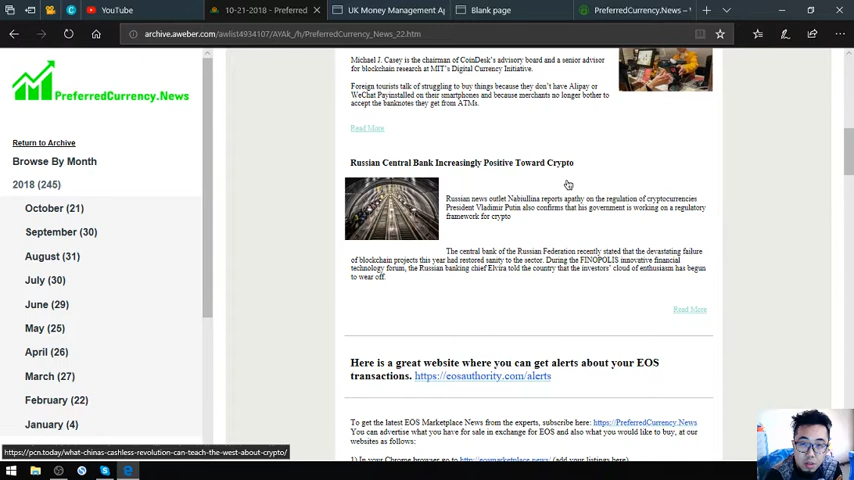 YouTube
10-21-2018 - Preferred
UK Money Management Ap
Blank page
PreferredCurrency.News – \
archive.aweber.com/awlist4934107/AYAk_/h/PreferredCurrency_News_22.htm
PreferredCurrency.News
Return to Archive
Browse By Month
2018 (245)
October (21)
September (30)
August (31)
July (30)
June (29)
May (25)
April (26)
March (27)
February (22)
January (4)
https://pcn.today/what-chinas-cashless-revolution-can-teach-the-west-about-crypto/
Michael J. Casey is the chairman of CoinDesk's advisory board and a senior advisor
for blockchain research at MIT's Digital Currency Initiative.
Foreign tourists talk of struggling to buy things because they don't have Alipay or
WeChat Payinstalled on their smartphones and because merchants no longer bother to
accept the banknotes they get from ATMs.
Read More
Russian Central Bank Increasingly Positive Toward Crypto
Russian news outlet Nabiullina reports apathy on the regulation of cryptocurrencies
President Vladimir Putin also confirms that his government is working on a regulatory
framework for crypto
The central bank of the Russian Federation recently stated that the devastating failure
of blockchain projects this year had restored sanity to the sector. During the FINOPOLIS innovative financial
technology forum, the Russian banking chief Elvira told the country that the investors' cloud of enthusiasm has begun
to wear off.
Read More
Here is a great website where you can get alerts about your EOS
transactions. https://eosauthority.com/alerts
To get the latest EOS Marketplace News from the experts, subscribe here: https://PreferredCurrency.News
You can advertise what you have for sale in exchange for EOS and also what you would like to buy, at our
websites as follows:
1) In your Chrome browser go to http://eosmarketplace.news/ (add your listings here)